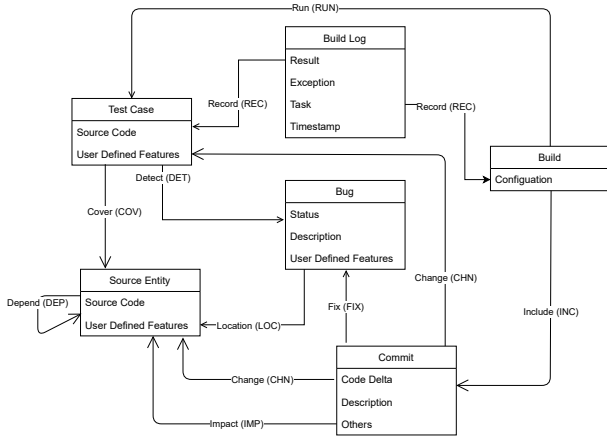 Run (RUN)
Build Log
Result
Exception
Task
Timestamp
Record (REC)
Record (REC)
Test Case
Source Code
User Defined Features
Build
Configuation
Detect (DET)
Cover (COV)
Bug
Status
Description
User Defined Features
Source Entity
Source Code
User Defined Features
Depend (DEP)
Location (LOC)
Fix (FIX)
Change (CHN)
Include (INC)
Commit
Code Delta
Description
Others
Change (CHN)
Impact (IMP)